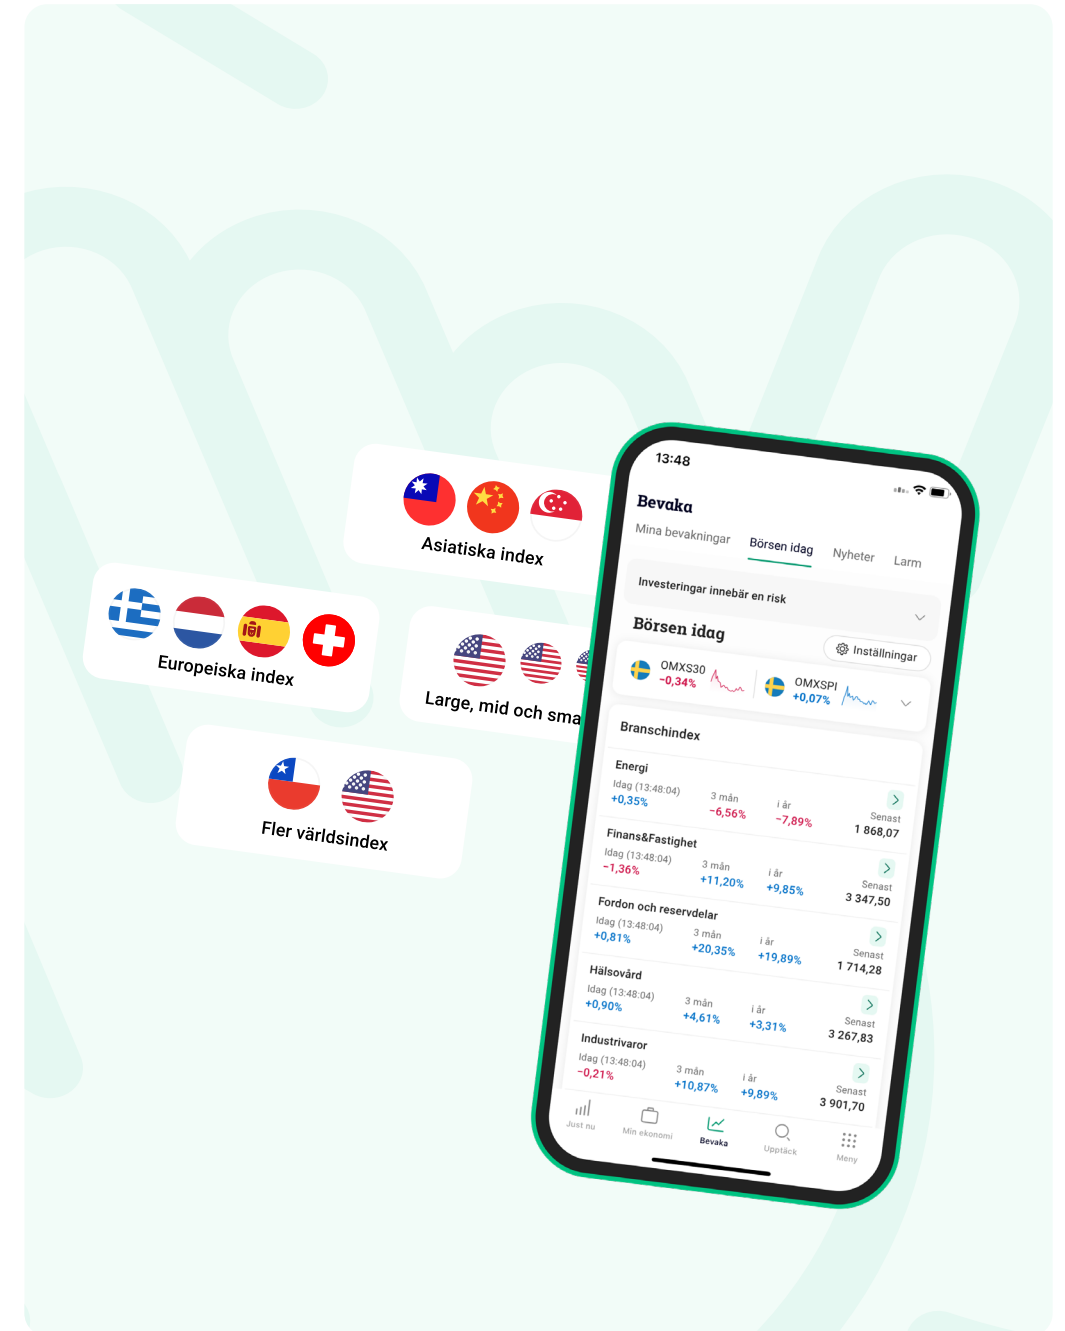 Asiatiska index
Europeiska index
Large, mid och sma
Fler världsindex
13:48
Bevaka
Mina bevakningar Börsen idag Nyheter Larm
Investeringar innebär en risk
Börsen idag
Inställningar
OMXS30 OMXSPI
−0,34% +0,07%
Branschindex
Energi
Idag (13:48:04) 3 mån i år Senast
+0,35% −6,56% −7,89% 1 868,07
Finans&Fastighet
Idag (13:48:04) 3 mån i år Senast
−1,36% +11,20% +9,85% 3 347,50
Fordon och reservdelar
Idag (13:48:04) 3 mån i år Senast
+0,81% +20,35% +19,89% 1 714,28
Hälsovård
Idag (13:48:04) 3 mån i år Senast
+0,90% +4,61% +3,31% 3 267,83
Industrivaror
Idag (13:48:04) 3 mån i år Senast
−0,21% +10,87% +9,89% 3 901,70
Just nu Min ekonomi Bevaka Upptäck Meny